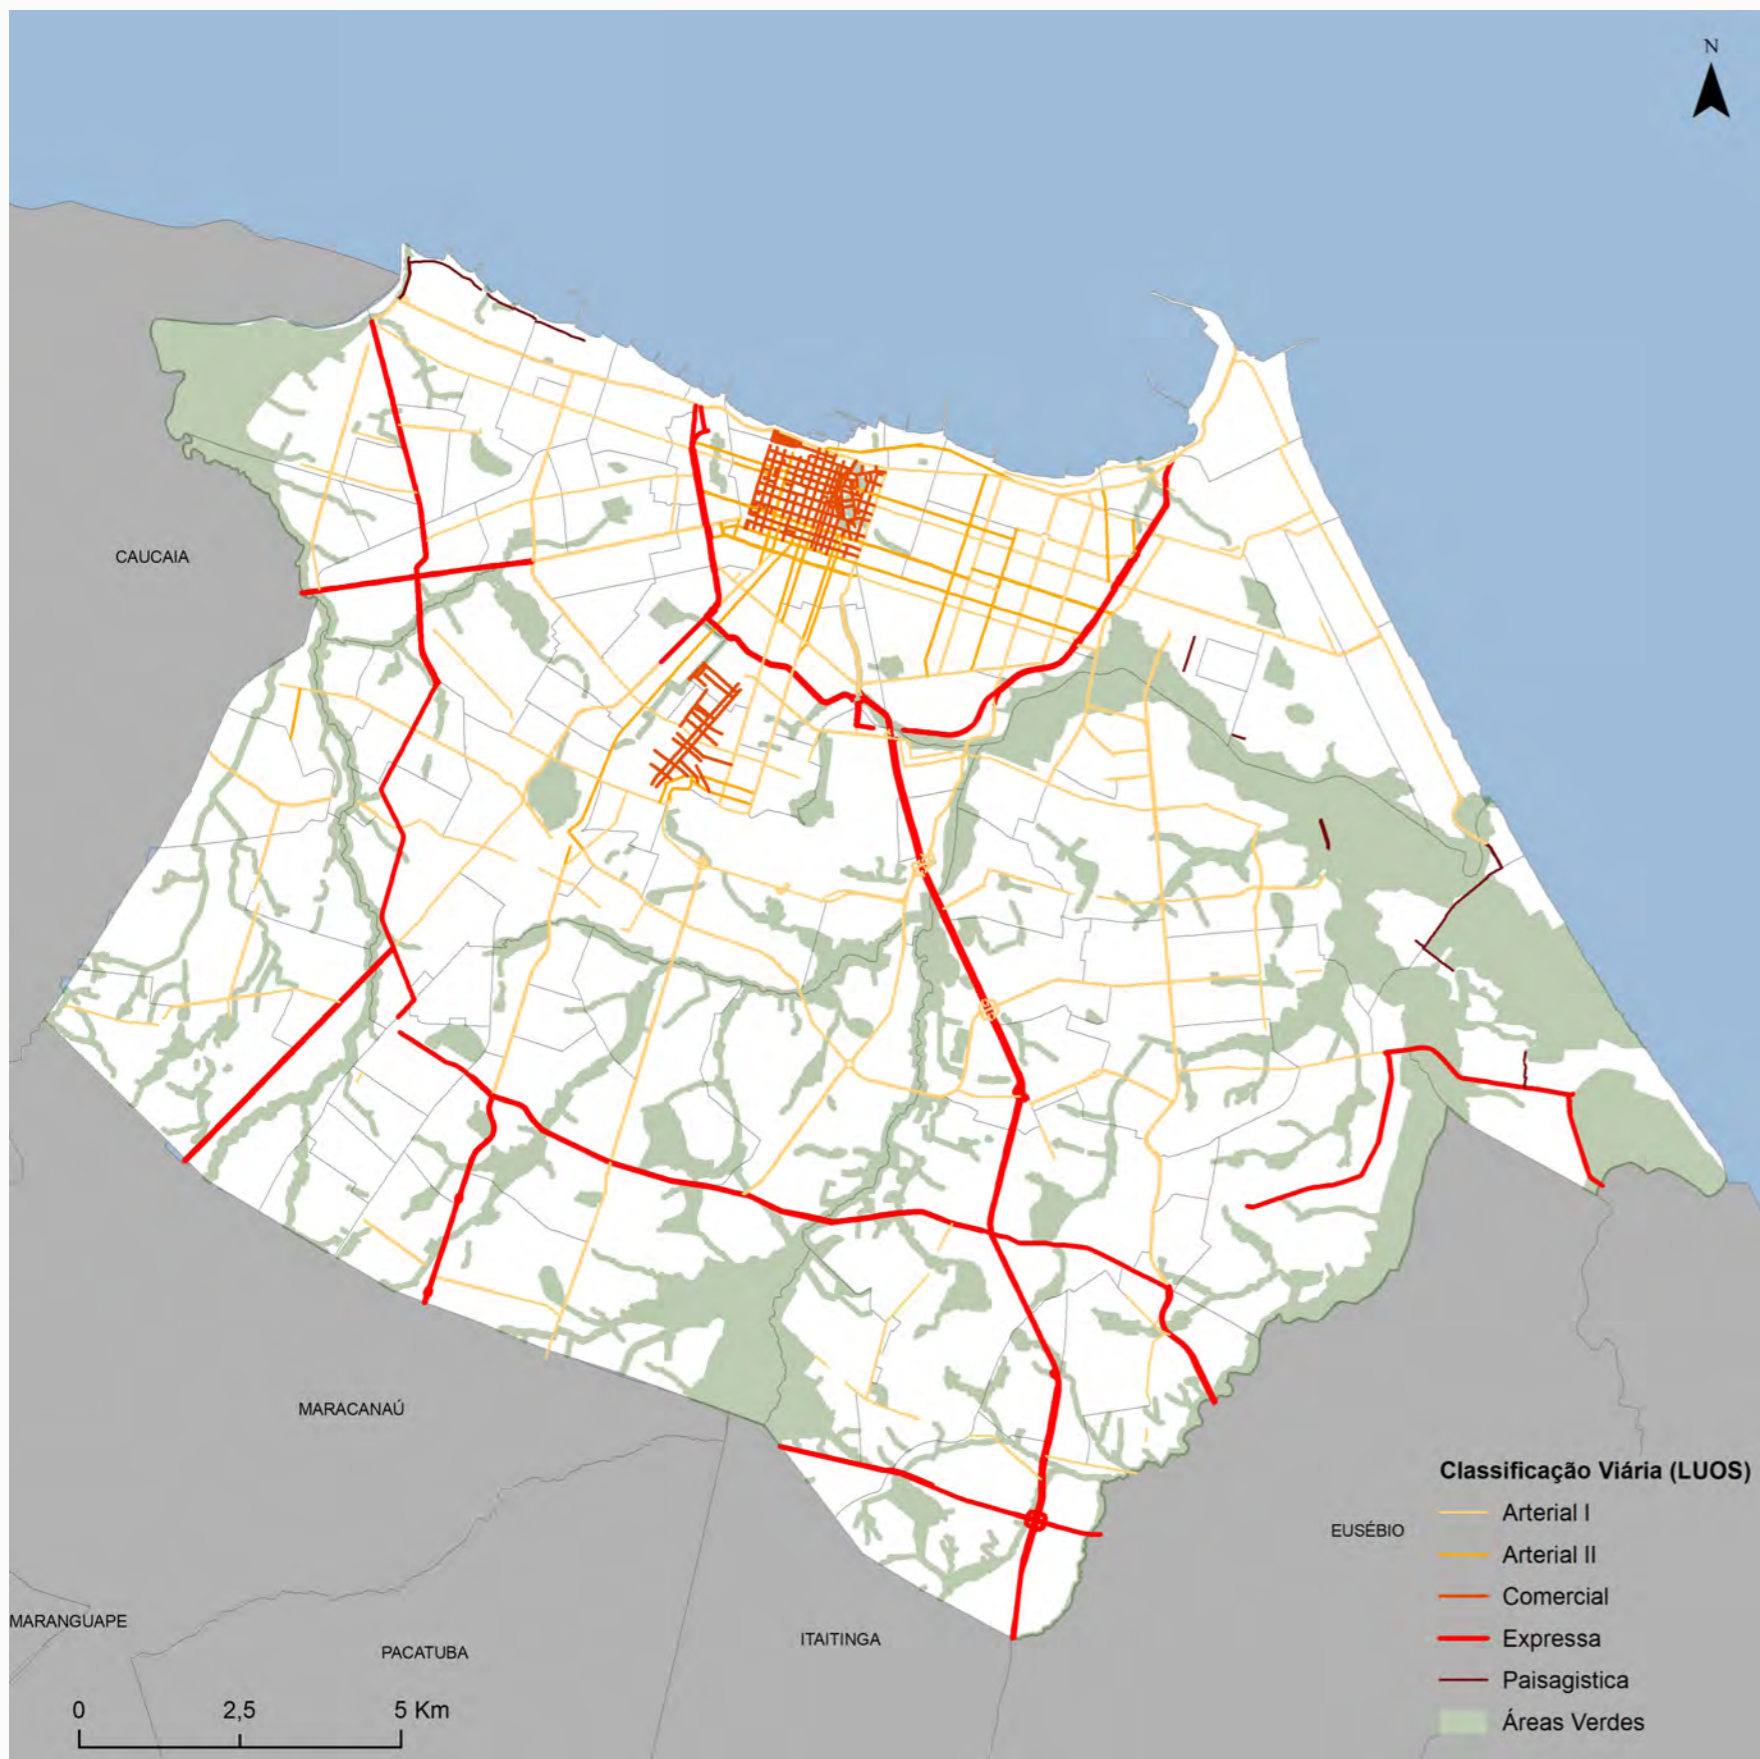 N
CAUCAIA
MARACANAÚ
Classificação Viária (LUOS)
Arterial I
EUSÉBIO
Arterial II
Comercial
MARANGUAPE
Expressa
ITAITINGA
PACATUBA
Paisagistica
0 2,5 5 Km
Áreas Verdes